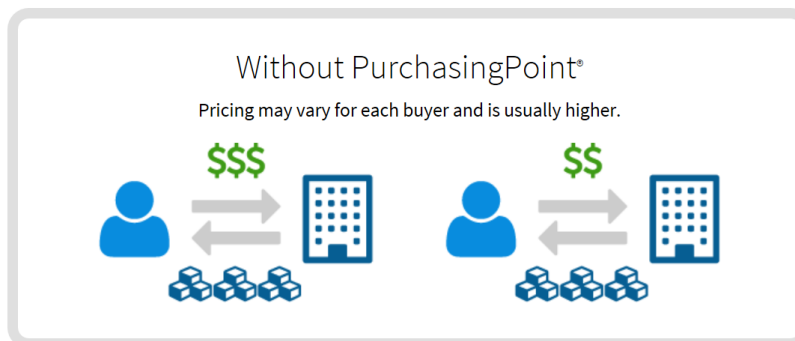 Without PurchasingPoint®
Pricing may vary for each buyer and is usually higher.
$$$ $$